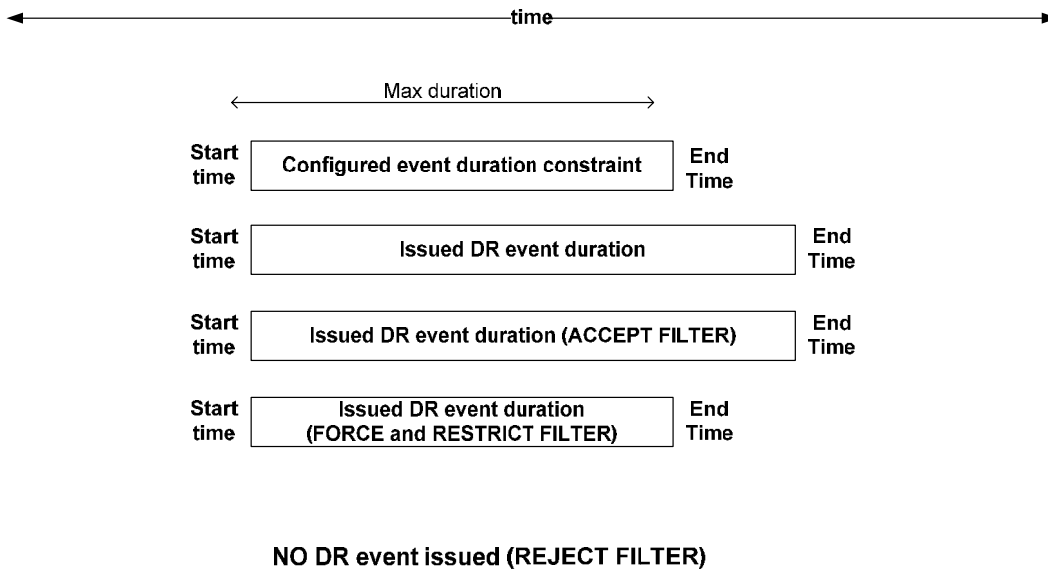 time
Max duration
Start
time
Configured event duration constraint
End
Time
Start
time
Issued DR event duration
End
Time
Start
time
Issued DR event duration (ACCEPT FILTER)
End
Time
Start
time
Issued DR event duration
(FORCE and RESTRICT FILTER)
End
Time
NO DR event issued (REJECT FILTER)